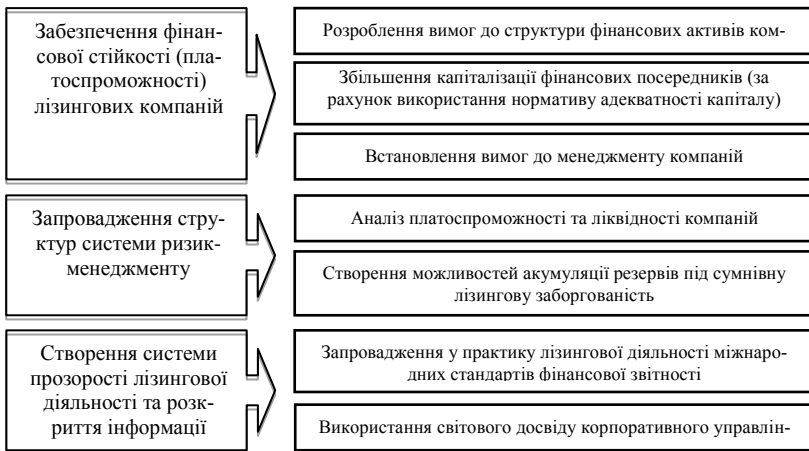 Забезпечення фінан-
сової стійкості (пла-
тоспроможності)
лізингових компаній
Розроблення вимог до структури фінансових активів ком-
Збільшення капіталізації фінансових посередників (за
рахунок використання нормативу адекватності капіталу)
Встановлення вимог до менеджменту компаній
Запровадження стру-
ктур системи ризик-
менеджменту
Аналіз платоспроможності та ліквідності компаній
Створення можливостей акумуляції резервів під сумнівну
лізингову заборгованість
Створення системи
прозорості лізингової
діяльності та розк-
риття інформації
Запровадження у практику лізингової діяльності міжнаро-
дних стандартів фінансової звітності
Використання світового досвіду корпоративного управлін-